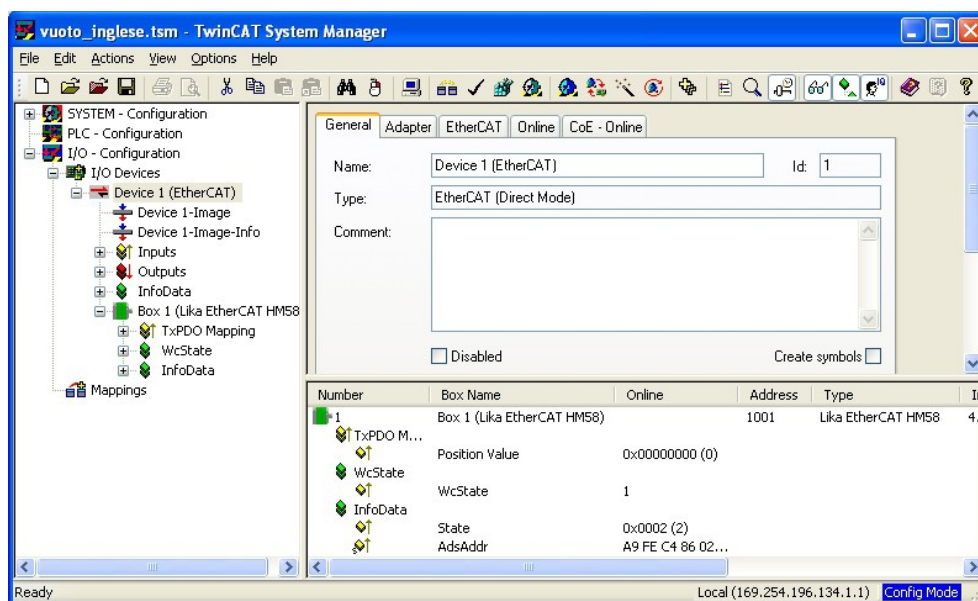 vuoto_inglese.tsm - TwinCAT System Manager
File Edit Actions View Options Help
SYSTEM - Configuration
PLC - Configuration
I/O - Configuration
I/O Devices
Device 1 (EtherCAT)
Device 1-Image
Device 1-Image-Info
Inputs
Outputs
InfoData
Box 1 (Lika EtherCAT HM58
TxPDO Mapping
WcState
InfoData
Mappings
General Adapter EtherCAT Online CoE - Online
Name: Device 1 (EtherCAT) Id: 1
Type: EtherCAT (Direct Mode)
Comment:
Disabled Create symbols
Number Box Name Online Address Type
1 Box 1 (Lika EtherCAT HM58) 1001 Lika EtherCAT HM58 4.
TxPDO M...
Position Value 0x00000000 (0)
WcState
WcState 1
InfoData
State 0x0002 (2)
AdsAddr A9 FE C4 86 02...
Ready Local (169.254.196.134.1.1) Config Mode